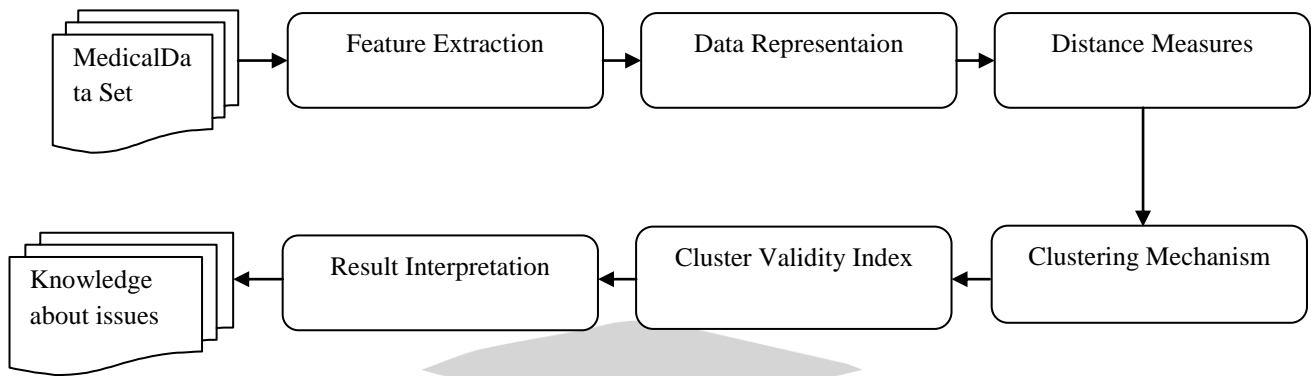 MedicalDa
ta Set
Feature Extraction
Data Representaion
Distance Measures
Clustering Mechanism
Cluster Validity Index
Result Interpretation
Knowledge
about issues